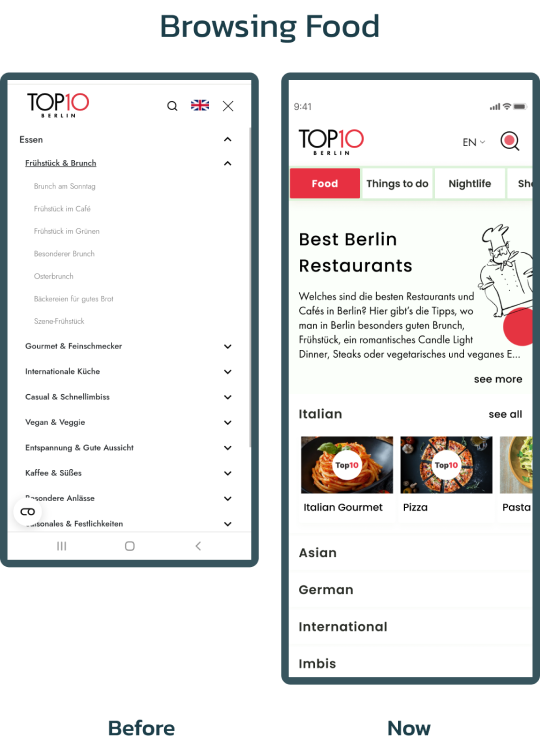 Browsing Food
TOP10
BERLIN
Essen
Frühstück & Brunch
Brunch am Sonntag
Frühstück im Café
Frühstück im Grünen
Besonderer Brunch
Osterbrunch
Bäckereien für gutes Brot
Szene-Frühstück
Gourmet & Feinschmecker
Internationale Küche
Casual & Schnellimbiss
Vegan & Veggie
Entspannung & Gute Aussicht
Kaffee & Süßes
Besondere Anlässe
& Festlichkeiten
Before
9:41
TOP10
BERLIN
EN
Food Things to do Nightlife Sh
Best Berlin
Restaurants
Welches sind die besten Restaurants und
Cafés in Berlin? Hier gibt's die Tipps, wo
man in Berlin besonders guten Brunch,
Frühstück, ein romantisches Candle Light
Dinner, Steaks oder vegetarisches und veganes E...
see more
Italian see all
Top10 Top10
Italian Gourmet Pizza Pasta
Asian
German
International
Imbis
Now